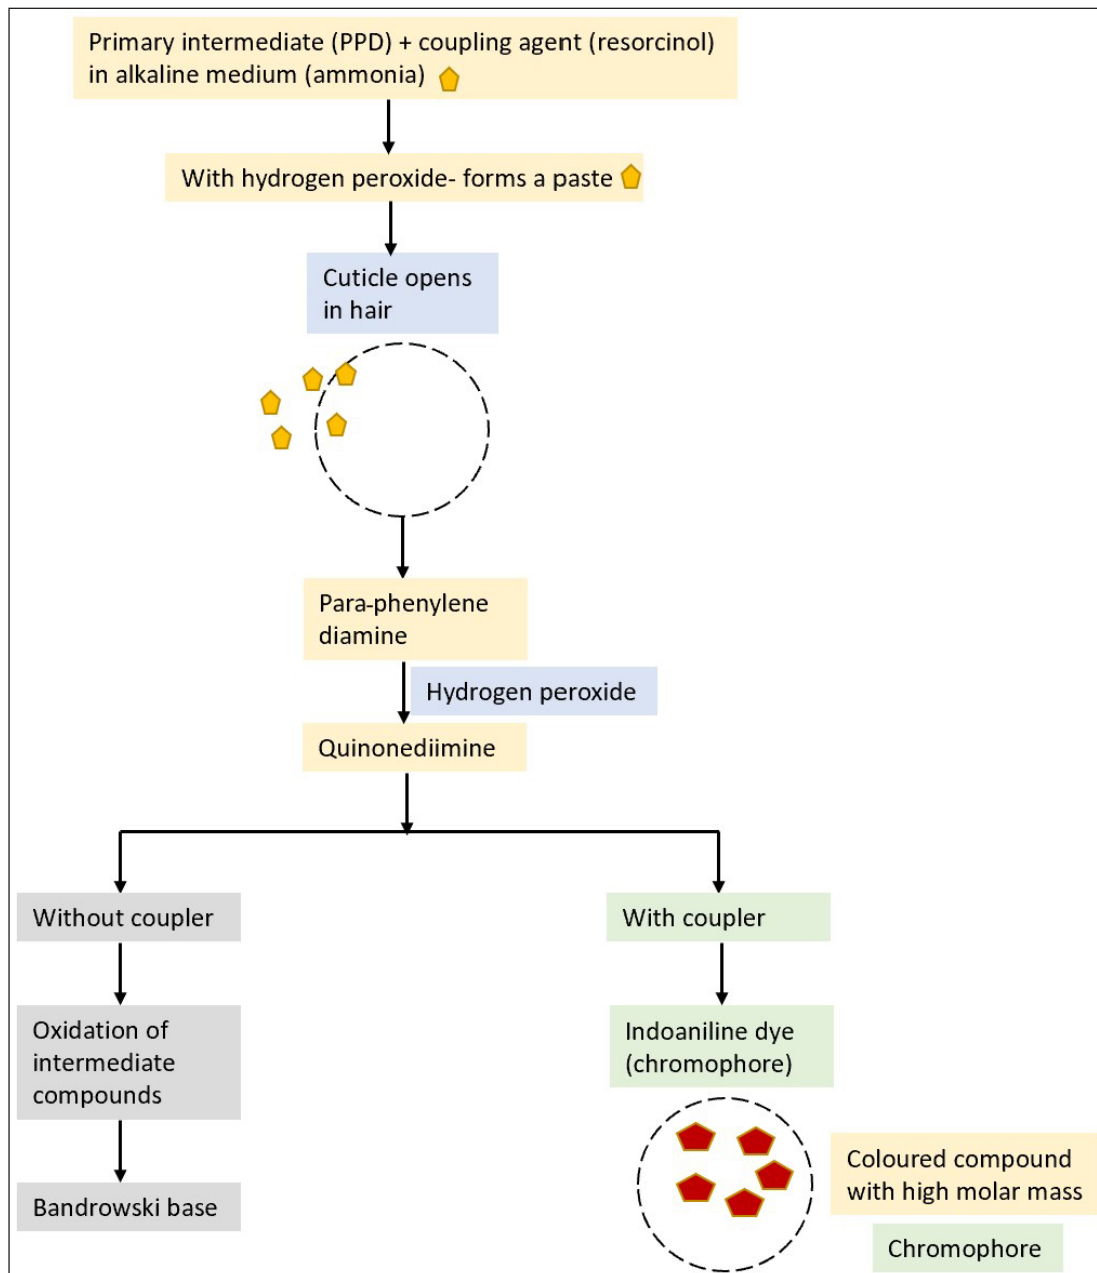 Primary intermediate (PPD) + coupling agent (resorcinol)
in alkaline medium (ammonia)
With hydrogen peroxide- forms a paste
Cuticle opens
in hair
Para-phenylene
diamine
Hydrogen peroxide
Quinonediimine
Without coupler
With coupler
Oxidation of
intermediate
compounds
Indoaniline dye
(chromophore)
Bandrowski base
Coloured compound
with high molar mass
Chromophore